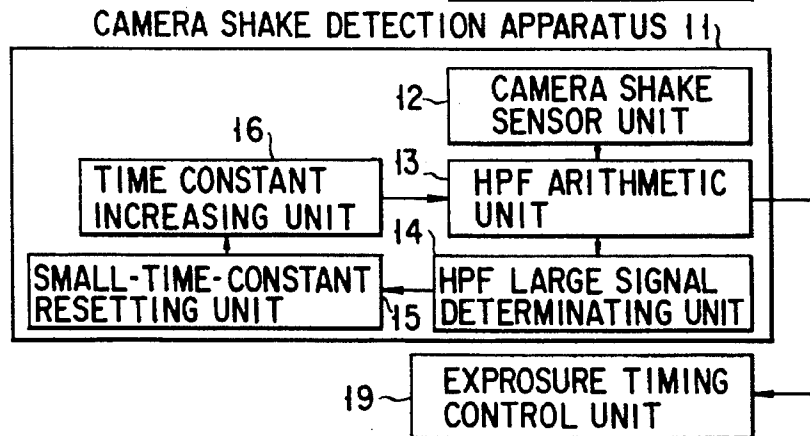 CAMERA SHAKE DETECTION APPARATUS 11
12
CAMERA SHAKE
SENSOR UNIT
16
TIME CONSTANT
INCREASING UNIT
13
HPF ARITHMETIC
UNIT
14
SMALL-TIME-CONSTANT
RESETTING UNIT
15
HPF LARGE SIGNAL
DETERMINATING UNIT
19
EXPROSURE TIMING
CONTROL UNIT